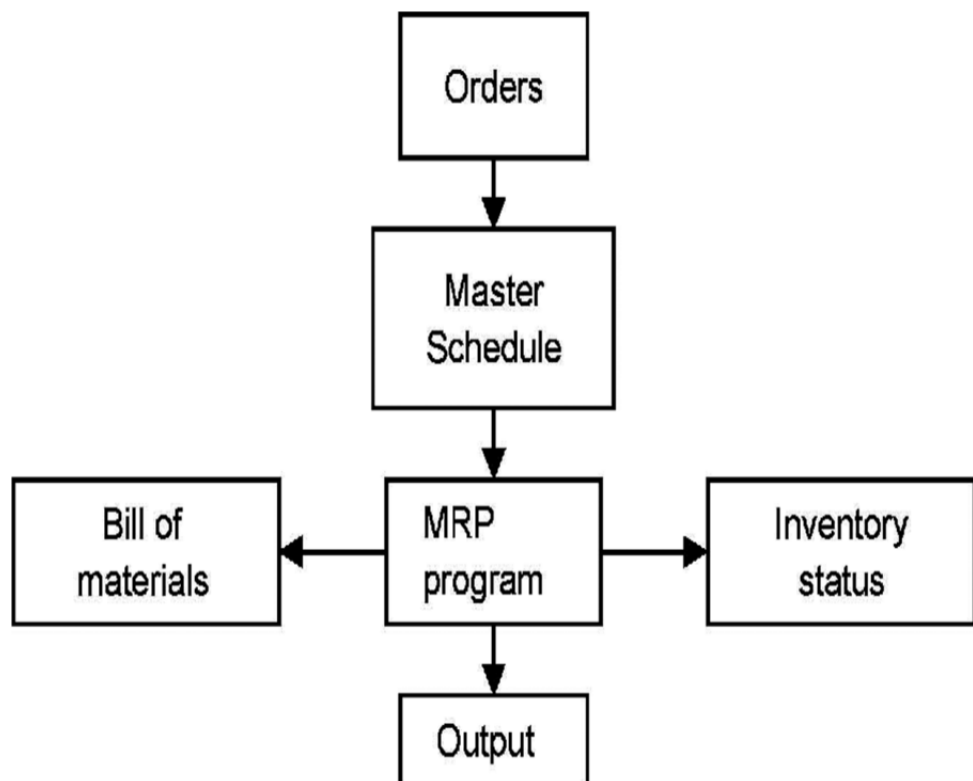 Orders
Master
Schedule
Bill of
materials
MRP
program
Inventory
status
Output